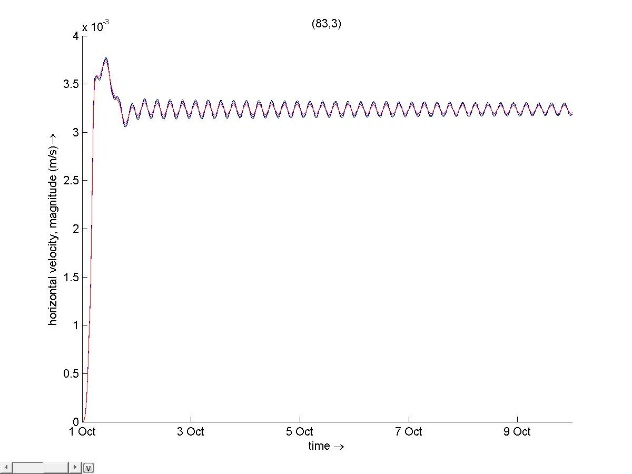 (83,3)
x 10-3
4
3.5
3
2.5
2
1.5
1
0.5
0
horizontal velocity, magnitude (m/s) →
1 Oct 3 Oct 5 Oct 7 Oct 9 Oct
time →
v